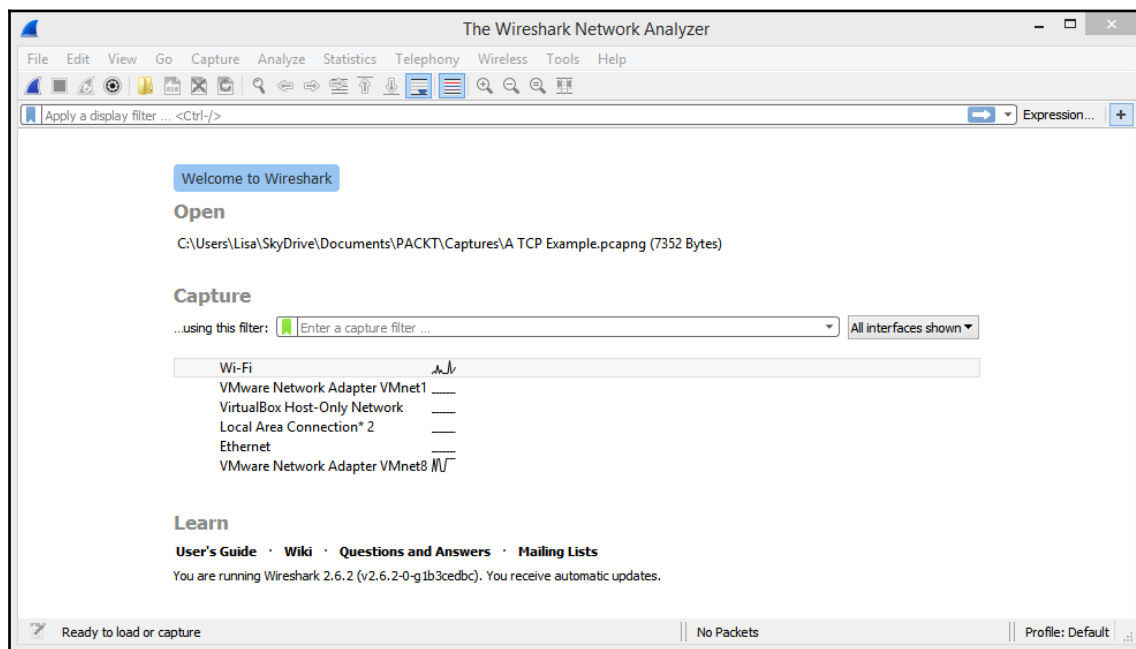 The Wireshark Network Analyzer
File Edit View Go Capture Analyze Statistics Telephony Wireless Tools Help
Apply a display filter ... <Ctrl-/> Expression... +
Welcome to Wireshark
Open
C:\Users\Lisa\SkyDrive\Documents\PACKT\Captures\A TCP Example.pcapng (7352 Bytes)
Capture
...using this filter: Enter a capture filter ... All interfaces shown
Wi-Fi
VMware Network Adapter VMnet1
VirtualBox Host-Only Network
Local Area Connection* 2
Ethernet
VMware Network Adapter VMnet8
Learn
User's Guide · Wiki · Questions and Answers · Mailing Lists
You are running Wireshark 2.6.2 (v2.6.2-0-g1b3cedbc). You receive automatic updates.
Ready to load or capture No Packets Profile: Default